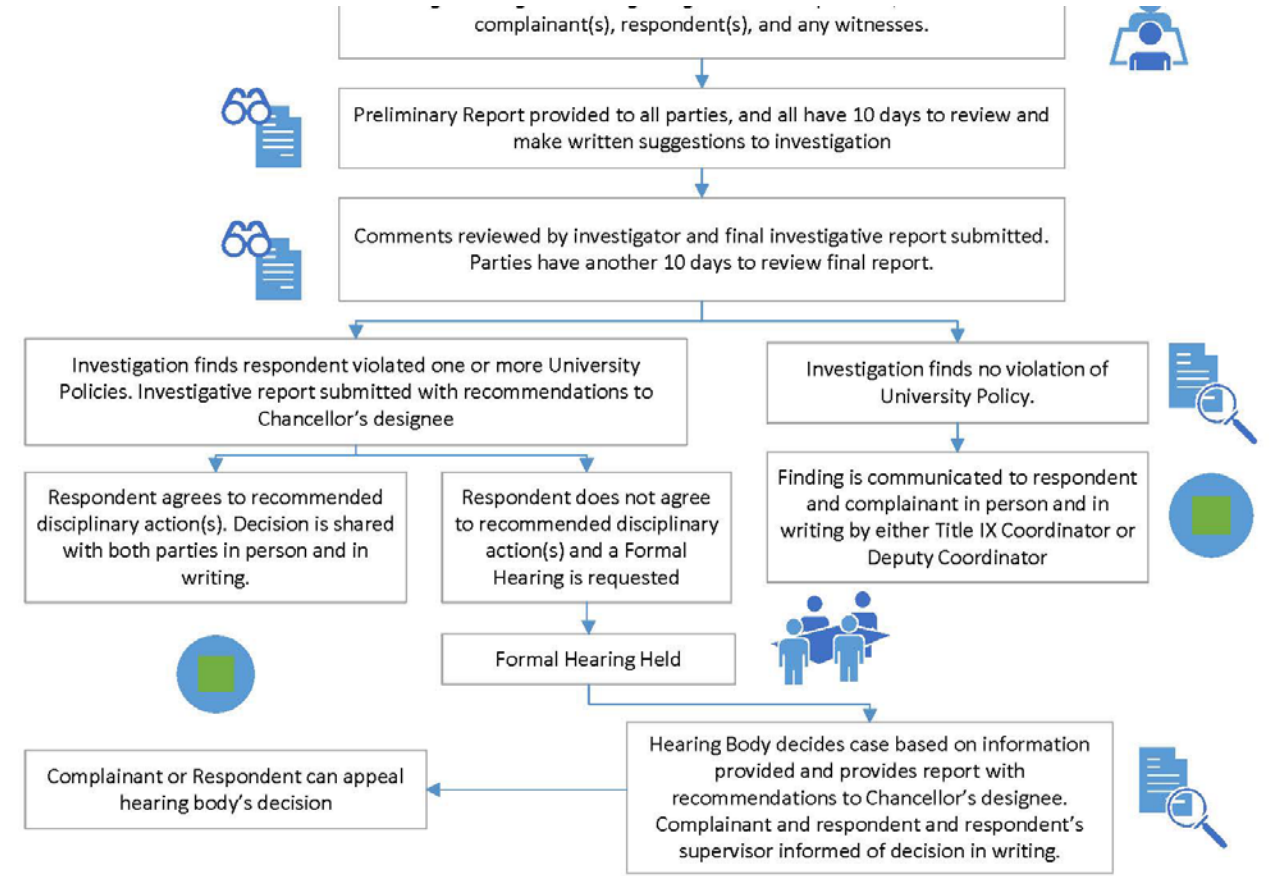 complainant(s), respondent(s), and any witnesses.
Preliminary Report provided to all parties, and all have 10 days to review and
make written suggestions to investigation
Comments reviewed by investigator and final investigative report submitted.
Parties have another 10 days to review final report.
Investigation finds respondent violated one or more University
Policies. Investigative report submitted with recommendations to
Chancellor's designee
Investigation finds no violation of
University Policy.
Respondent agrees to recommended
disciplinary action(s). Decision is shared
with both parties in person and in
writing.
Respondent does not agree
to recommended disciplinary
action(s) and a Formal
Hearing is requested
Finding is communicated to respondent
and complainant in person and in
writing by either Title IX Coordinator or
Deputy Coordinator
Formal Hearing Held
Hearing Body decides case based on information
provided and provides report with
recommendations to Chancellor's designee.
Complainant and respondent and respondent's
supervisor informed of decision in writing.
Complainant or Respondent can appeal
hearing body's decision